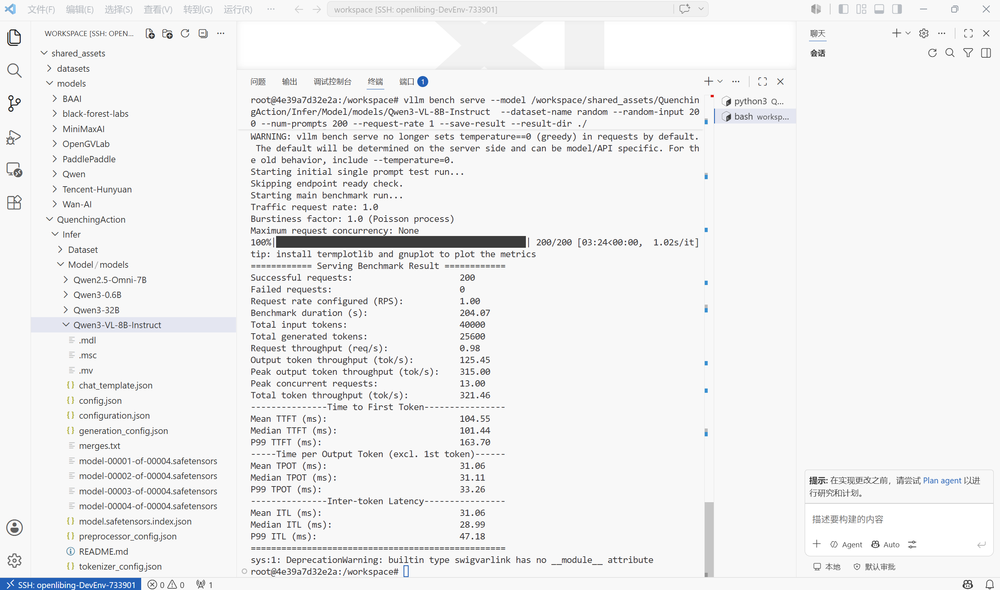 文件(F) 编辑(E) 选择(S) 查看(V) 转到(G) 运行(R) ··· workspace [SSH: openlibing-DevEnv-733901]
WORKSPACE [SSH: OPEN...
shared_assets
datasets
models
BAAI
black-forest-labs
MiniMaxAI
OpenGVLab
PaddlePaddle
Qwen
Tencent-Hunyuan
Wan-AI
QuenchingAction
Infer
Dataset
Model/models
Qwen2.5-Omni-7B
Qwen3-0.6B
Qwen3-32B
Qwen3-VL-8B-Instruct
.mdl
.msc
.mv
chat_template.json
config.json
configuration.json
generation_config.json
merges.txt
model-00001-of-00004.safetensors
model-00002-of-00004.safetensors
model-00003-of-00004.safetensors
model-00004-of-00004.safetensors
model.safetensors.index.json
preprocessor_config.json
README.md
tokenizer_config.json
问题 输出 调试控制台 终端 端口 1
root@4e39a7d32e2a:/workspace# vllm bench serve --model /workspace/shared_assets/Quenchin
gAction/Infer/Model/models/Qwen3-VL-8B-Instruct  --dataset-name random --random-input 20
0 --num-prompts 200 --request-rate 1 --save-result --result-dir ./
WARNING: vllm bench serve no longer sets temperature==0 (greedy) in requests by default.
The default will be determined on the server side and can be model/API specific. For th
e old behavior, include --temperature=0.
Starting initial single prompt test run...
Skipping endpoint ready check.
Starting main benchmark run...
Traffic request rate: 1.0
Burstiness factor: 1.0 (Poisson process)
Maximum request concurrency: None
100%| | 200/200 [03:24<00:00,  1.02s/it]
tip: install termplotlib and gnuplot to plot the metrics
============ Serving Benchmark Result ============
Successful requests: 200
Failed requests: 0
Request rate configured (RPS): 1.00
Benchmark duration (s): 204.07
Total input tokens: 40000
Total generated tokens: 25600
Request throughput (req/s): 0.98
Output token throughput (tok/s): 125.45
Peak output token throughput (tok/s): 315.00
Peak concurrent requests: 13.00
Total token throughput (tok/s): 321.46
---------------Time to First Token----------------
Mean TTFT (ms): 104.55
Median TTFT (ms): 101.44
P99 TTFT (ms): 163.70
-----Time per Output Token (excl. 1st token)------
Mean TPOT (ms): 31.06
Median TPOT (ms): 31.11
P99 TPOT (ms): 33.26
---------------Inter-token Latency----------------
Mean ITL (ms): 31.06
Median ITL (ms): 28.99
P99 ITL (ms): 47.18
==================================================
sys:1: DeprecationWarning: builtin type swigvarlink has no __module__ attribute
root@4e39a7d32e2a:/workspace#
python3 Q...
bash worksp...
聊天
会话
提示: 在实现更改之前，请尝试 Plan agent 以进
行研究和计划。
描述要构建的内容
Agent Auto
本地 默认审批
SSH: openlibing-DevEnv-733901 0 0 1